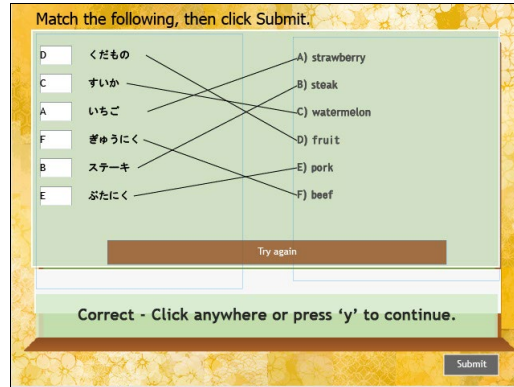 Match the following, then click Submit.
D くだもの
C すいか
A いちご
F ぎゅうにく
B ステーキ
E ぶたにく
A) strawberry
B) steak
C) watermelon
D) fruit
E) pork
F) beef
Try again
Correct - Click anywhere or press ‘y’ to continue.
Submit